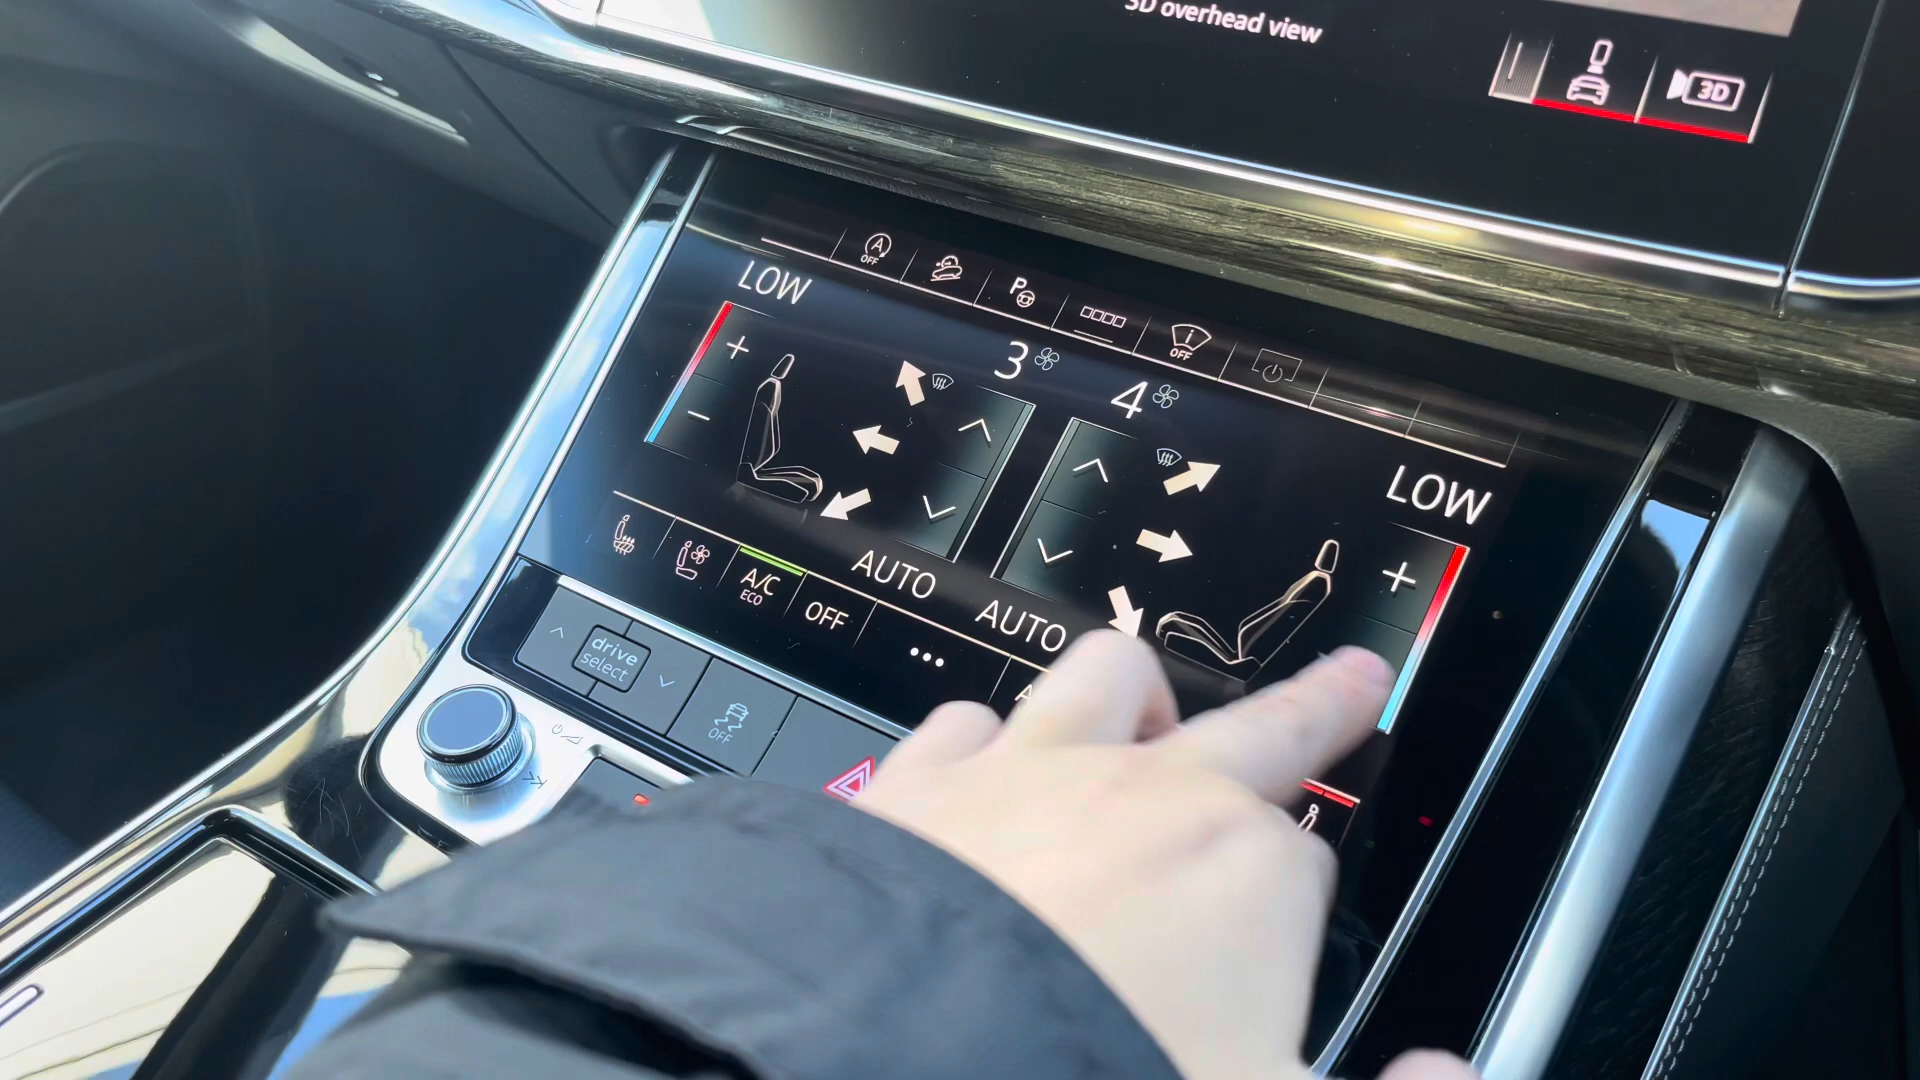 3D overhead view
3D
A
OFF
P
OFF
LOW
3
4
LOW
+
−
+
AUTO
AUTO
A/C
ECO
OFF
•••
drive
select
OFF